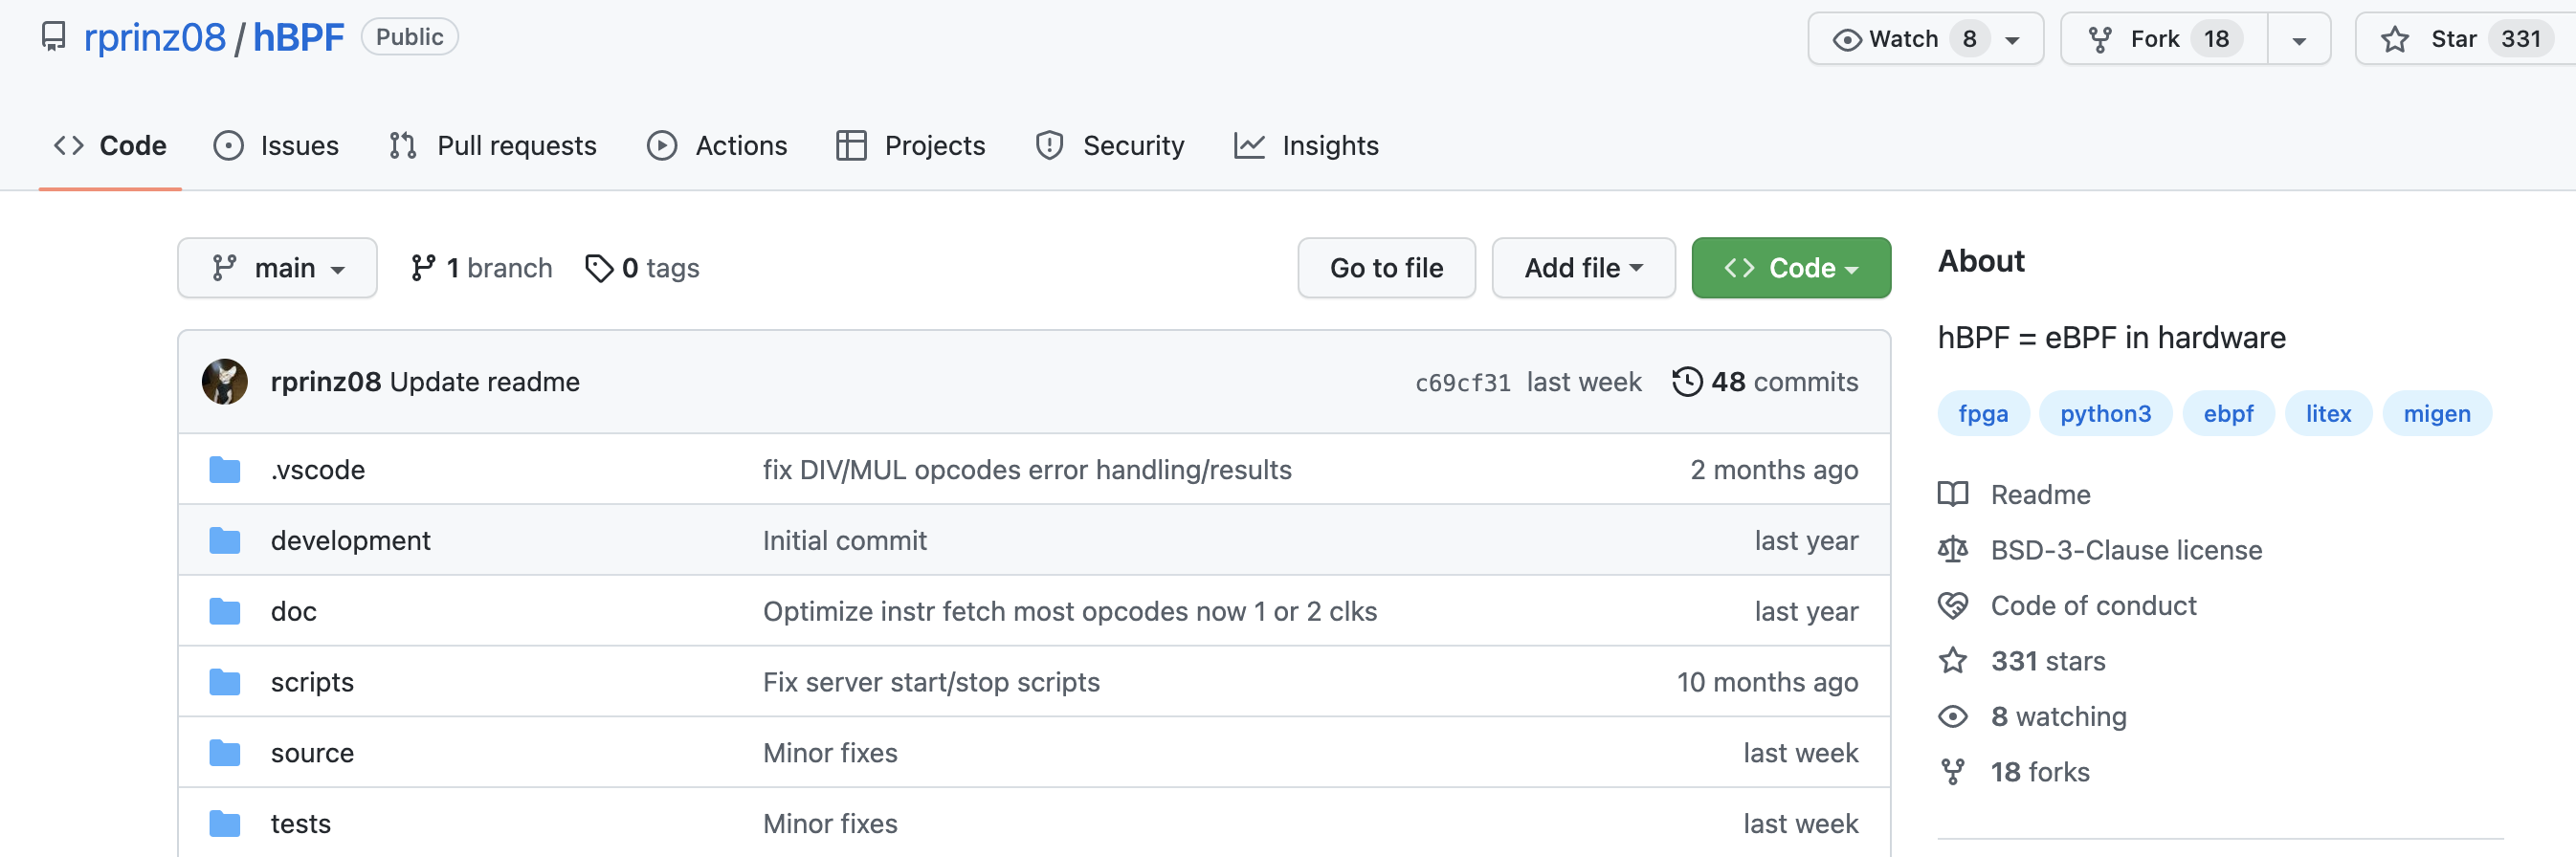 rprinz08 / hBPF Public
Watch 8 Fork 18 Star 331
Code Issues Pull requests Actions Projects Security Insights
main 1 branch 0 tags Go to file Add file Code
rprinz08 Update readme c69cf31 last week 48 commits
.vscode fix DIV/MUL opcodes error handling/results 2 months ago
development Initial commit last year
doc Optimize instr fetch most opcodes now 1 or 2 clks last year
scripts Fix server start/stop scripts 10 months ago
source Minor fixes last week
tests Minor fixes last week
About
hBPF = eBPF in hardware
fpga python3 ebpf litex migen
Readme
BSD-3-Clause license
Code of conduct
331 stars
8 watching
18 forks